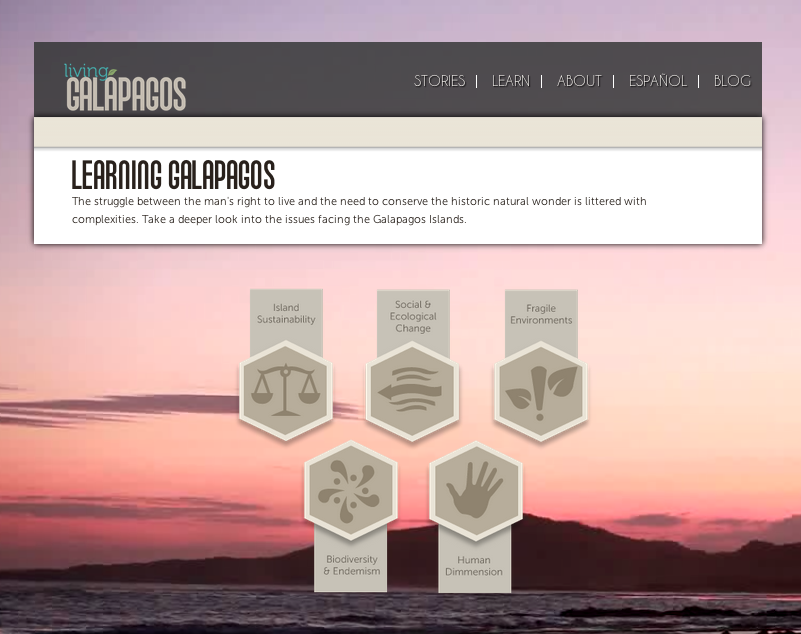 living
GALÁPAGOS
STORIES | LEARN | ABOUT | ESPAÑOL | BLOG
LEARNING GALAPAGOS
The struggle between the man's right to live and the need to conserve the historic natural wonder is littered with
complexities. Take a deeper look into the issues facing the Galapagos Islands.
Island
Sustainability
Social &
Ecological
Change
Fragile
Environments
Biodiversity
& Endemism
Human
Dimmension